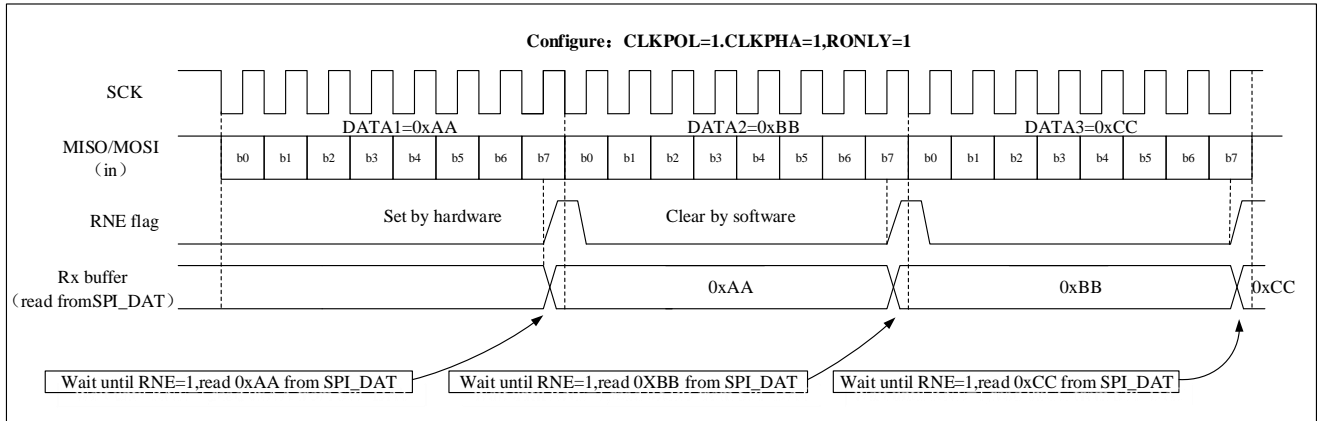 Configure：CLKPOL=1.CLKPHA=1,RONLY=1
SCK
DATA1=0xAA DATA2=0xBB DATA3=0xCC
MISO/MOSI
（in）
b0 b1 b2 b3 b4 b5 b6 b7 b0 b1 b2 b3 b4 b5 b6 b7 b0 b1 b2 b3 b4 b5 b6 b7
RNE flag
Set by hardware Clear by software
Rx buffer
（read fromSPI_DAT）
0xAA 0xBB 0xCC
Wait until RNE=1,read 0xAA from SPI_DAT Wait until RNE=1,read 0XBB from SPI_DAT Wait until RNE=1,read 0xCC from SPI_DAT